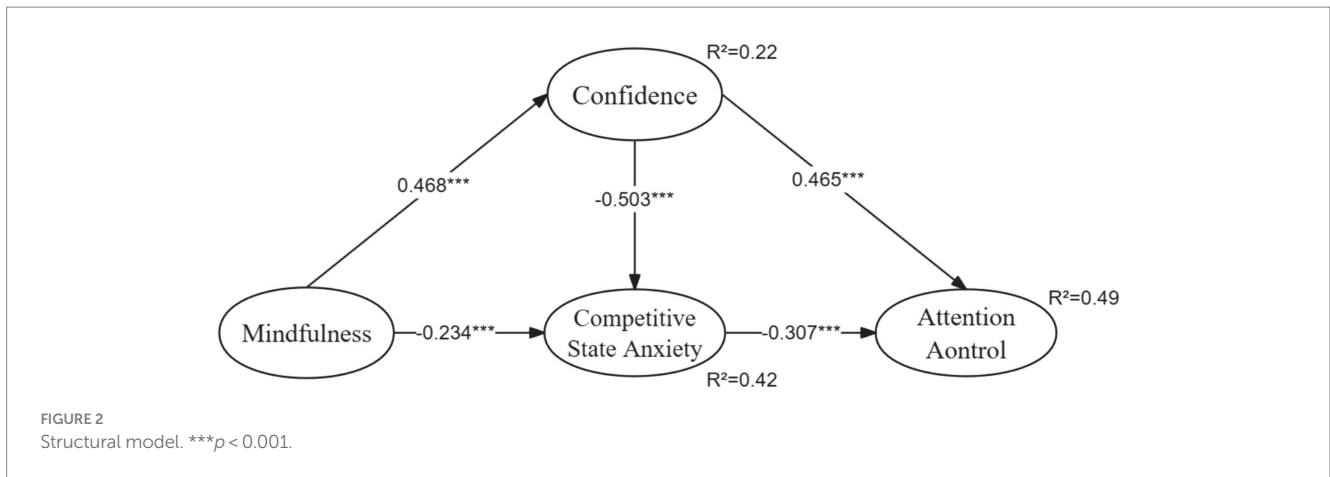 R²=0.22
Confidence
0.468***
-0.503***
0.465***
Mindfulness
-0.234***
Competitive
State Anxiety
R²=0.42
-0.307***
Attention
Aontrol
R²=0.49
FIGURE 2
Structural model. ***p < 0.001.